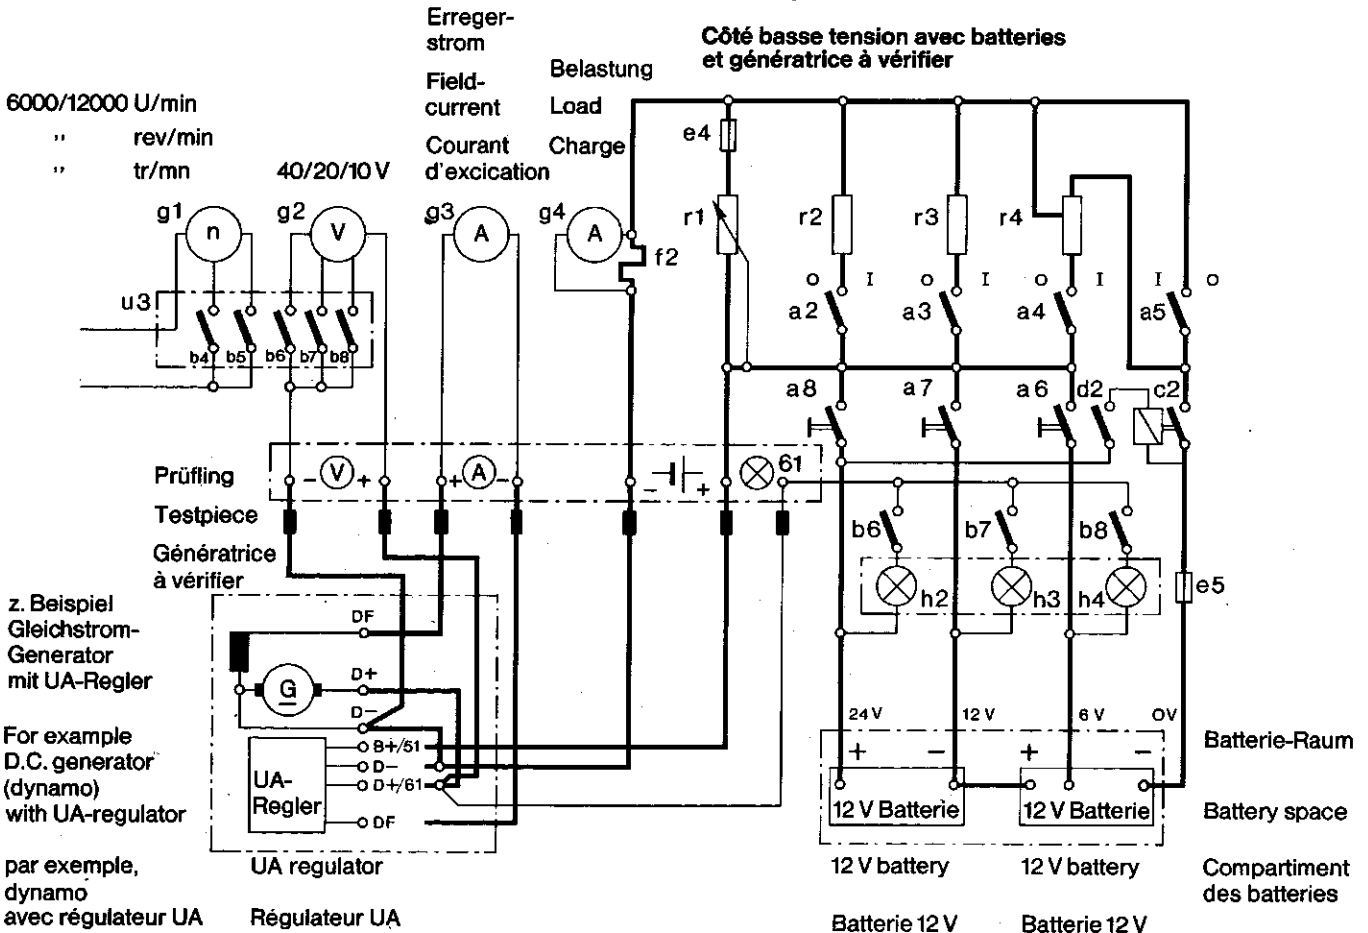 Erreger-
strom
Field-
current
Courant
d'excication
Belastung
Load
Charge
Côté basse tension avec batteries
et génératrice à vérifier
6000/12000 U/min
" rev/min
" tr/mn
40/20/10 V
g1
n
g2
V
g3
A
g4
A
f2
e4
r1
r2
r3
r4
O I
O I
O I
I O
a2
a3
a4
a5
u3
b4
b5
b6
b7
b8
a8
a7
a6
d2
c2
Prüfling
- V +
+ A -
- +
61
Testpiece
Génératrice
à vérifier
b6
b7
b8
h2
h3
h4
e5
z. Beispiel
Gleichstrom-
Generator
mit UA-Regler
DF
D+
G
D-
For example
D.C. generator
(dynamo)
with UA-regulator
UA-
Regler
B+/51
D-
D+/61
DF
24 V
12 V
6 V
OV
+ - + -
12 V Batterie
12 V Batterie
Batterie-Raum
Battery space
par exemple,
dynamo
avec régulateur UA
UA regulator
Régulateur UA
12 V battery
12 V battery
Compartiment
des batteries
Batterie 12 V
Batterie 12 V